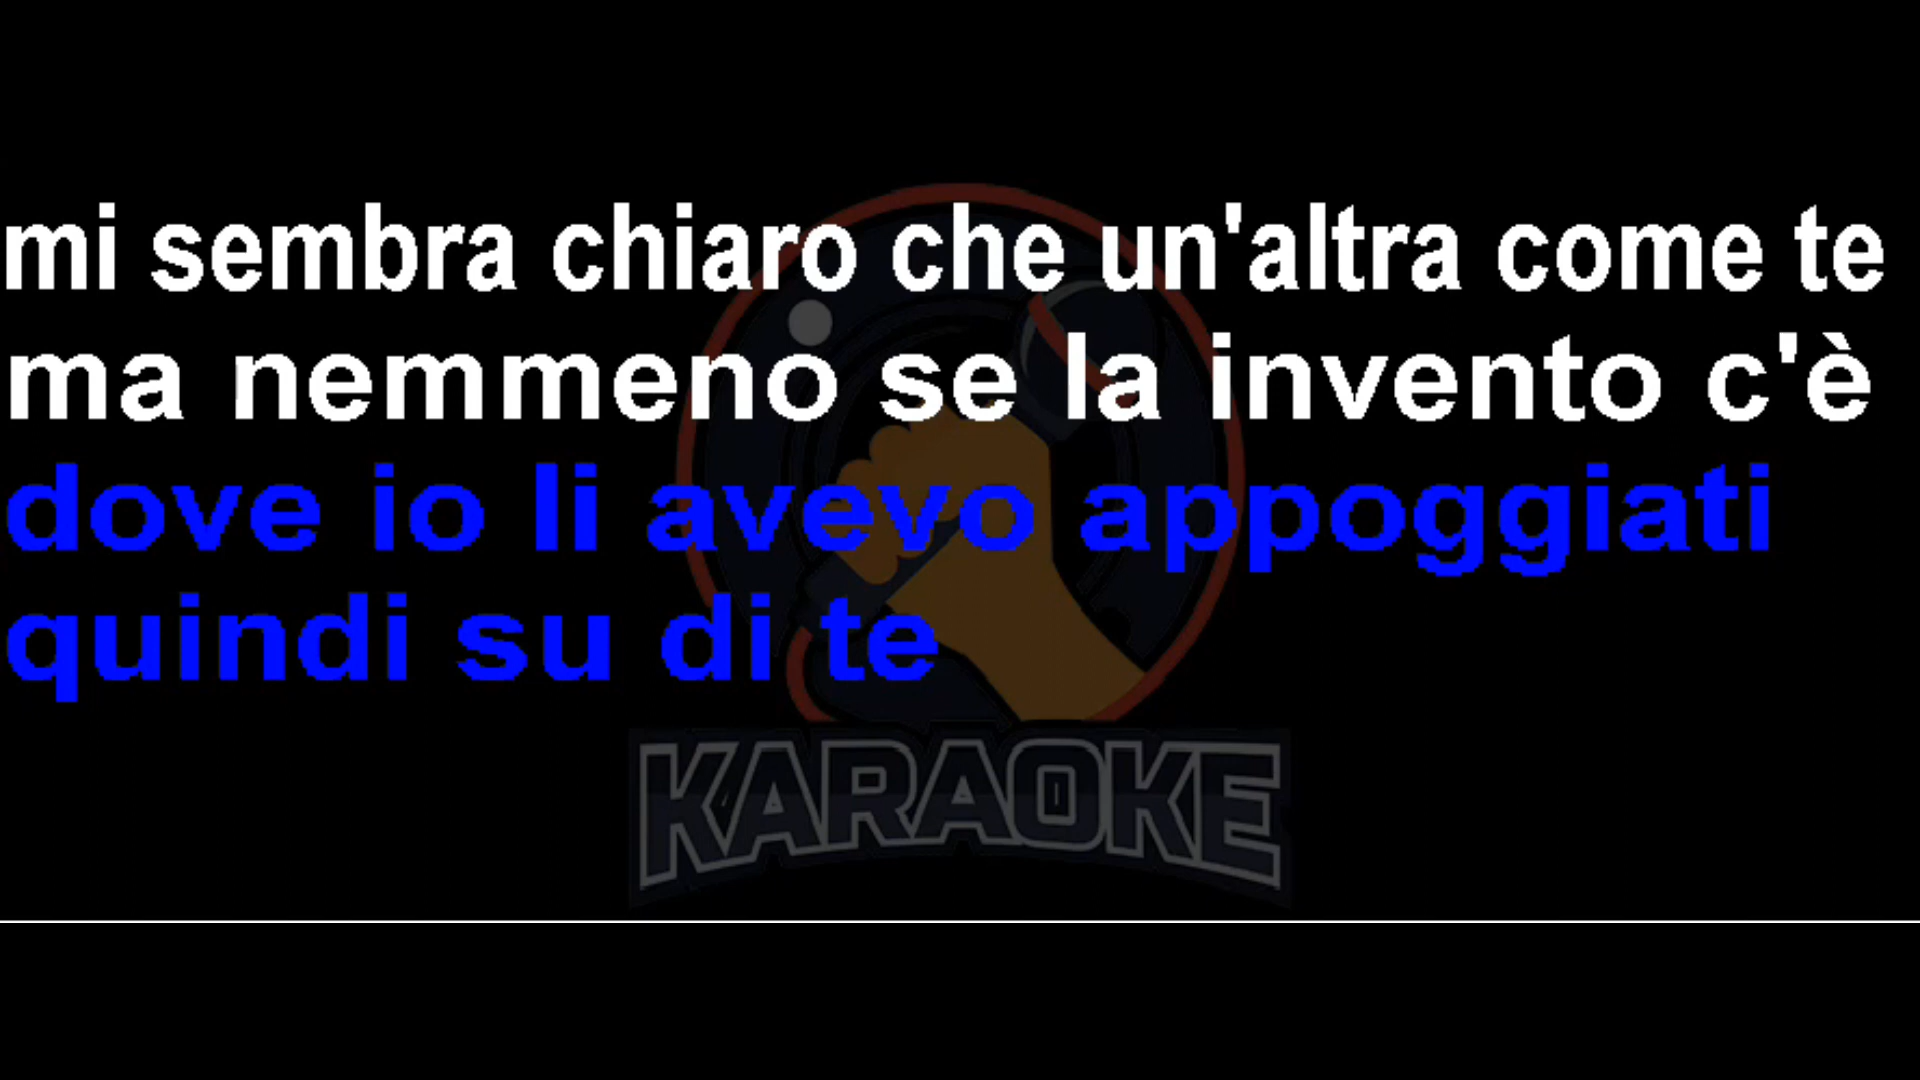 mi sembra chiaro che un'altra come te
ma nemmeno se la invento c'è
dove io li avevo appoggiati
quindi su di te
KARAOKE